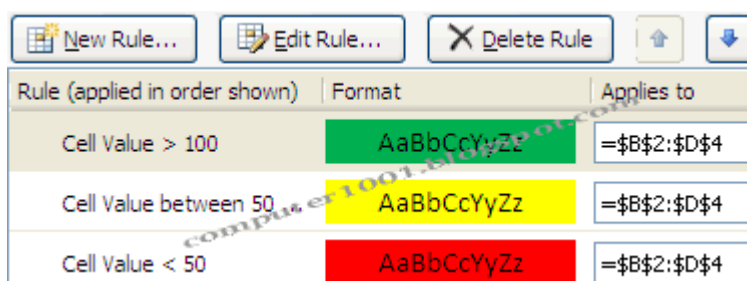 New Rule... Edit Rule... Delete Rule
Rule (applied in order shown) Format Applies to
Cell Value > 100 AaBbCcYyZz =$B$2:$D$4
Cell Value between 50 ... AaBbCcYyZz =$B$2:$D$4
Cell Value < 50 AaBbCcYyZz =$B$2:$D$4
computer1001.blogspot.com